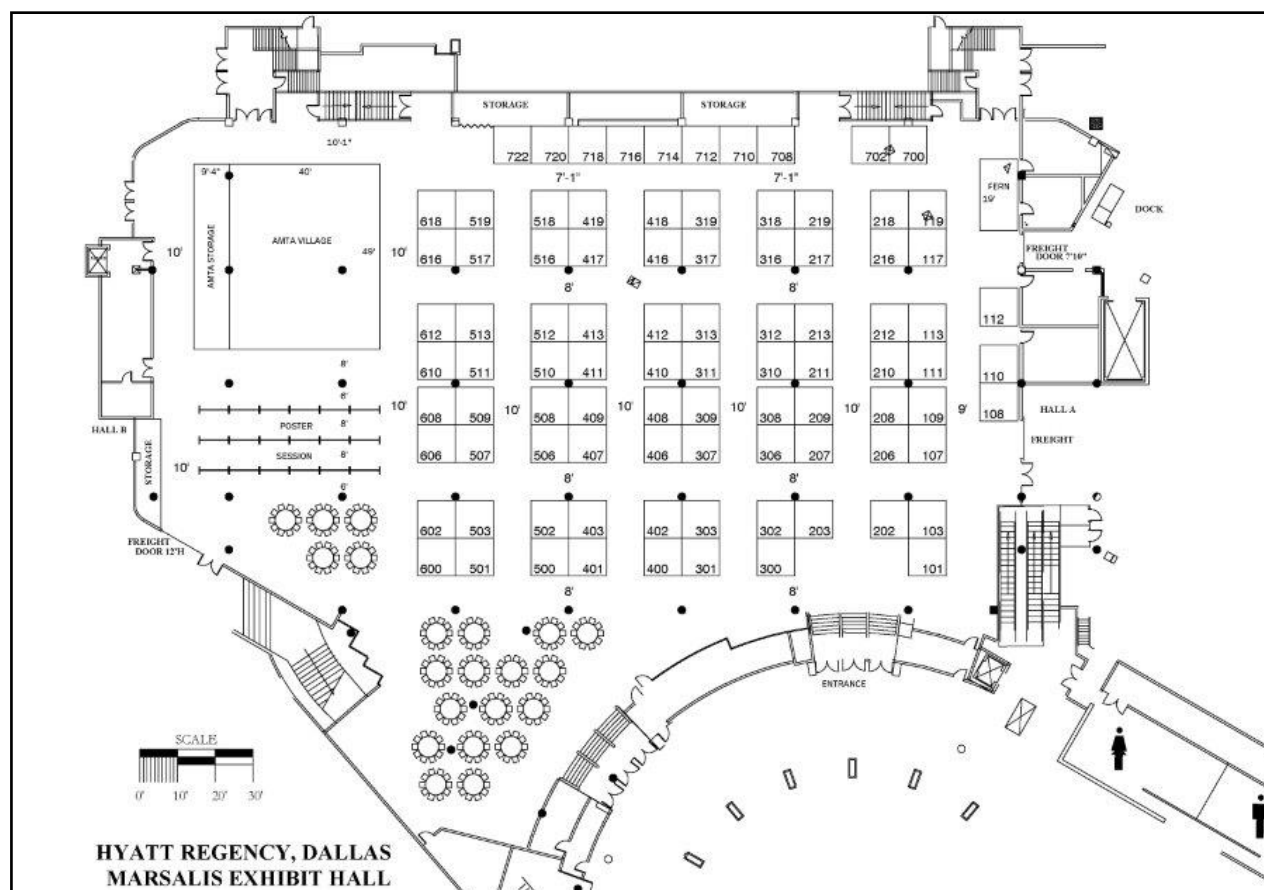 STORAGE
STORAGE
10'-1"
722 720 718 716 714 712 710 708
702 700
7'-1"
7'-1"
9'-4"
40'
FERN
19'
618 519 518 419 418 319 318 219 218 119
DOCK
AMTA STORAGE
AMTA VILLAGE
49'
10'
10'
616 517 516 417 416 317 316 217 216 117
FREIGHT
DOOR 7'10"
8'
8'
112
612 513 512 413 412 313 312 213 212 113
8'
610 511 510 411 410 311 310 211 210 111
110
6'
10'
10'
10'
10'
9'
608 509 508 409 408 309 308 209 208 109
108
HALL A
POSTER
8'
HALL B
FREIGHT
SESSION
8'
606 507 506 407 406 307 306 207 206 107
STORAGE
10'
8'
8'
6'
602 503 502 403 402 303 302 203 202 103
FREIGHT
DOOR 12'H
600 501 500 401 400 301 300 101
8'
8'
ENTRANCE
SCALE
0' 10' 20' 30'
HYATT REGENCY, DALLAS
MARSALIS EXHIBIT HALL